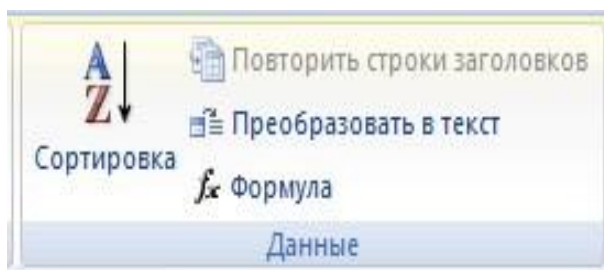 A
Z
Сортировка
Повторить строки заголовков
Преобразовать в текст
fx Формула
Данные